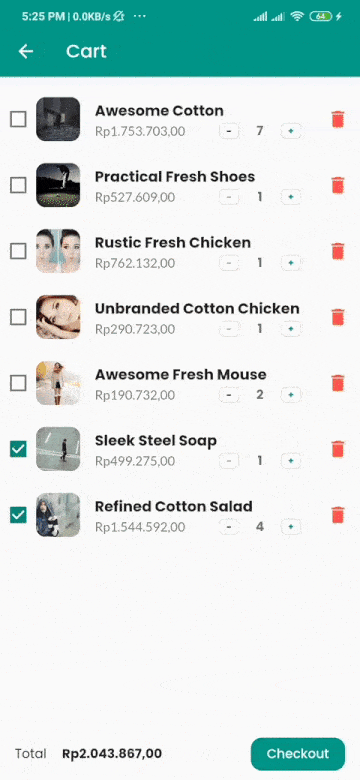 5:25 PM | 0.0KB/s ...
64
Cart
Awesome Cotton
Rp1.753.703,00 - 7 +
Practical Fresh Shoes
Rp527.609,00 - 1 +
Rustic Fresh Chicken
Rp762.132,00 - 1 +
Unbranded Cotton Chicken
Rp290.723,00 - 1 +
Awesome Fresh Mouse
Rp190.732,00 - 2 +
Sleek Steel Soap
Rp499.275,00 - 1 +
Refined Cotton Salad
Rp1.544.592,00 - 4 +
Total Rp2.043.867,00 Checkout